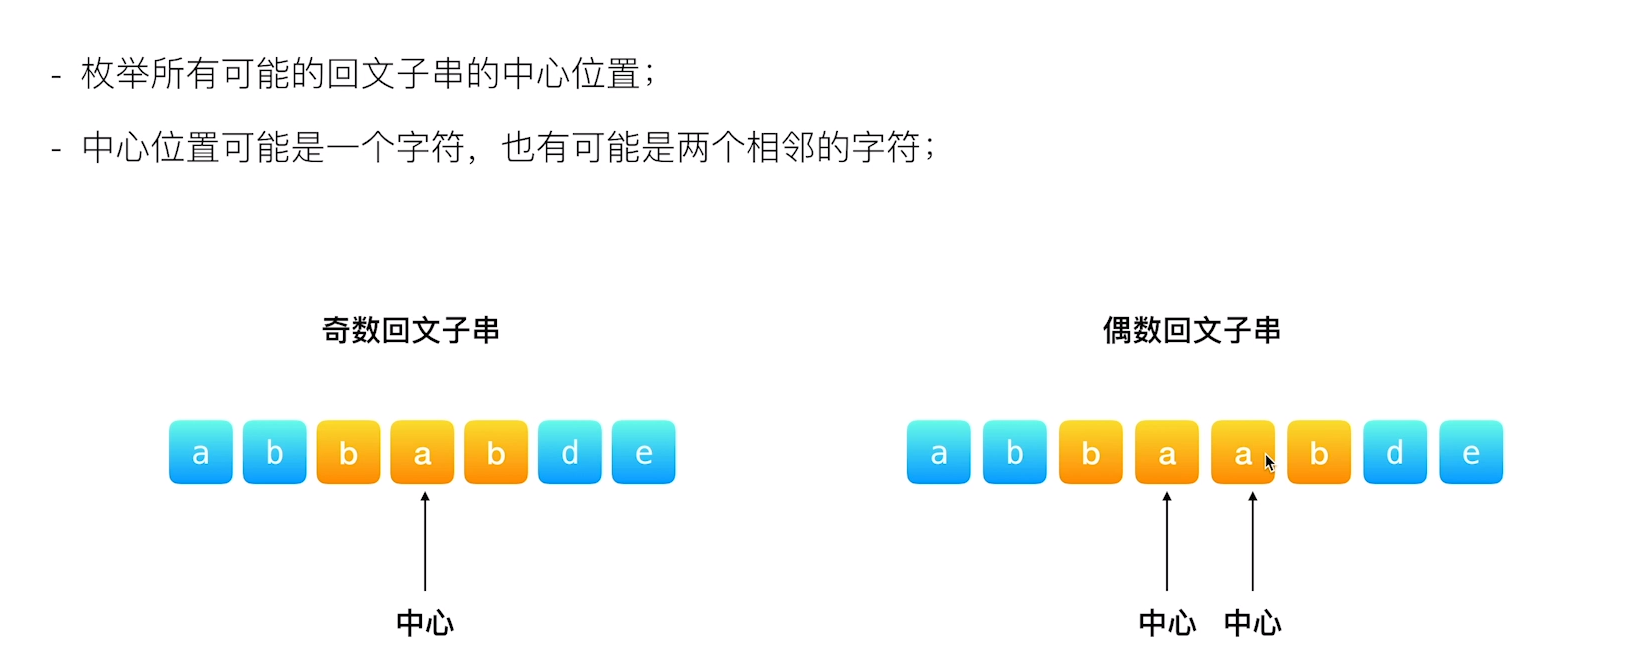 - 枚举所有可能的回文子串的中心位置；
- 中心位置可能是一个字符，也有可能是两个相邻的字符；
奇数回文子串
a b b a b d e
中心
偶数回文子串
a b b a a b d e
中心 中心